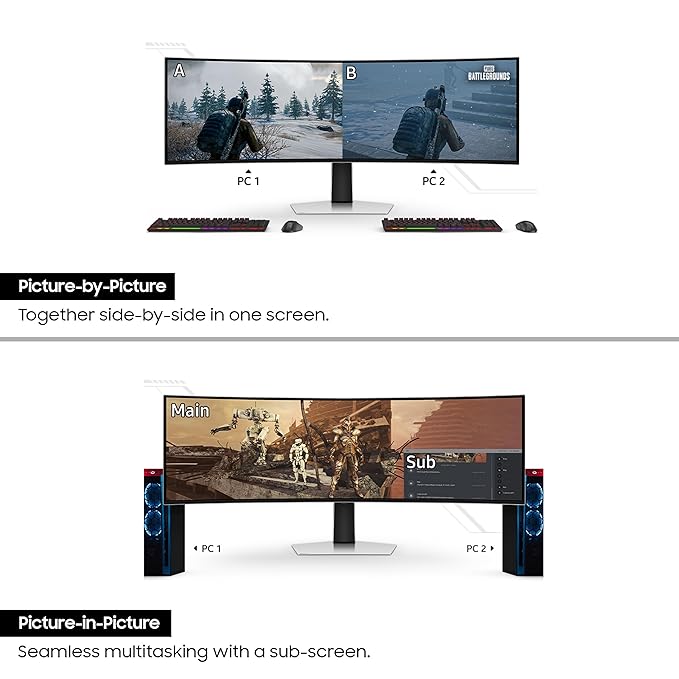 A
B
PUBG
BATTLEGROUNDS
PC 1
PC 2
Picture-by-Picture
Together side-by-side in one screen.
Main
Sub
PC 1
PC 2
Picture-in-Picture
Seamless multitasking with a sub-screen.